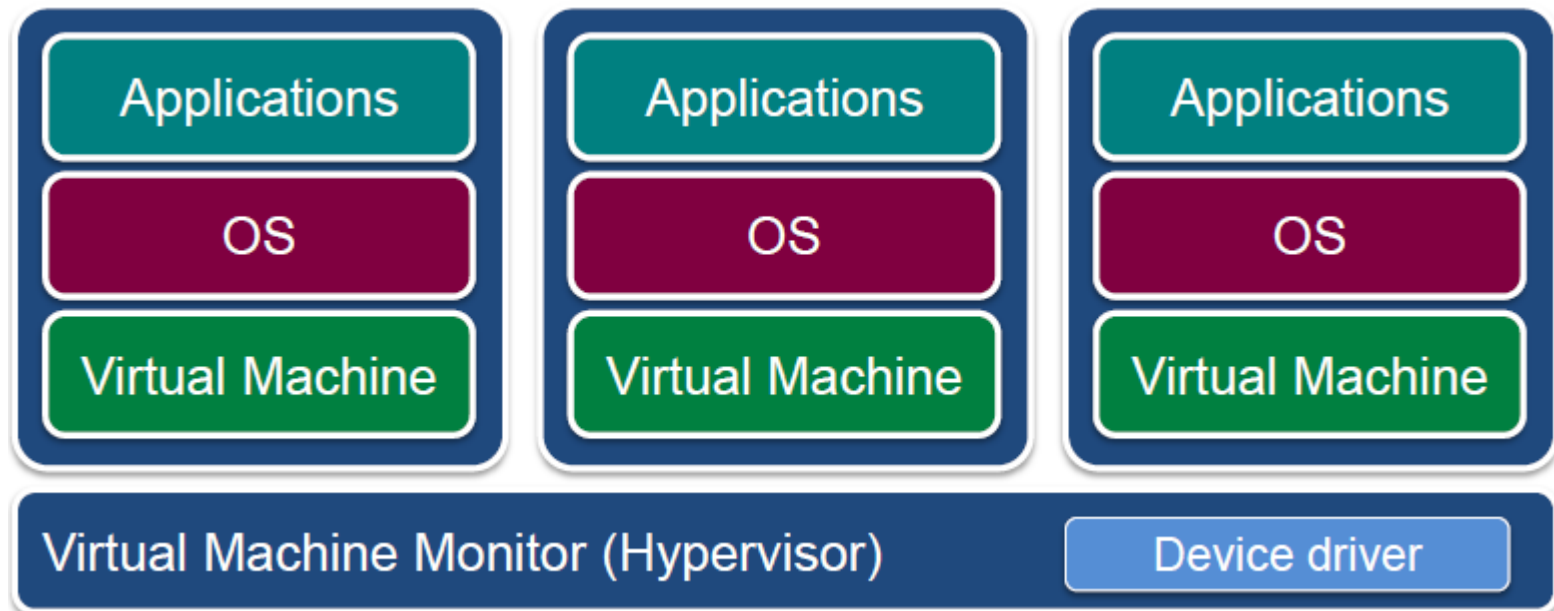 Applications
Applications
Applications
OS
OS
OS
Virtual Machine
Virtual Machine
Virtual Machine
Virtual Machine Monitor (Hypervisor)
Device driver